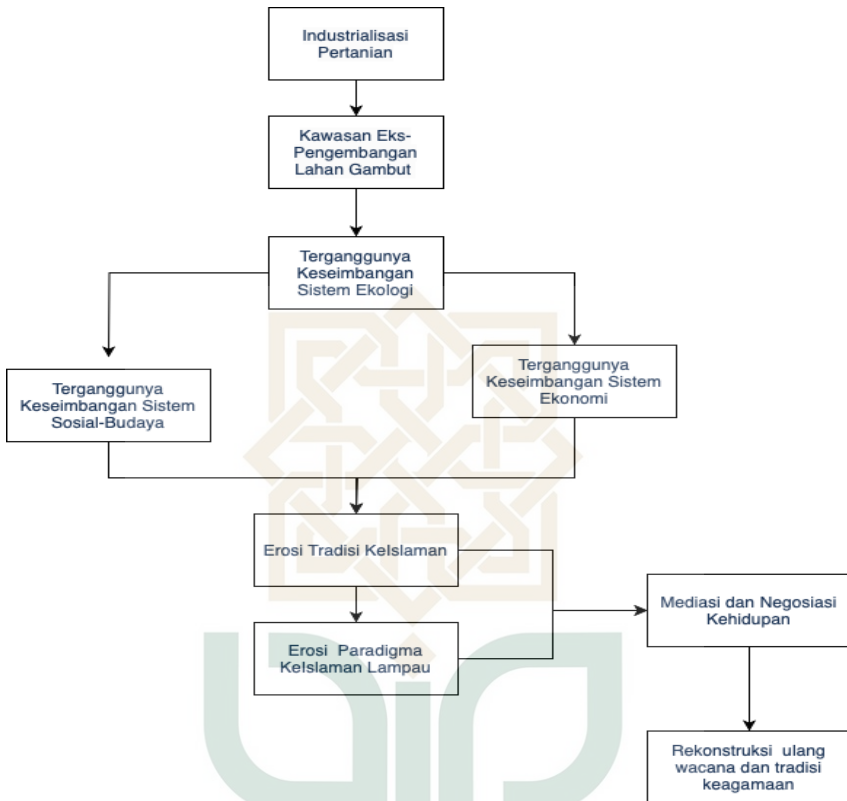 Industrialisasi
Pertanian
Kawasan Eks-
Pengembangan
Lahan Gambut
Terganggunya
Keseimbangan
Sistem Ekologi
Terganggunya
Keseimbangan Sistem
Sosial-Budaya
Terganggunya
Keseimbangan Sistem
Ekonomi
Erosi Tradisi KeIslaman
Erosi Paradigma
KeIslaman Lampau
Mediasi dan Negosiasi
Kehidupan
Rekonstruksi ulang
wacana dan tradisi
keagamaan